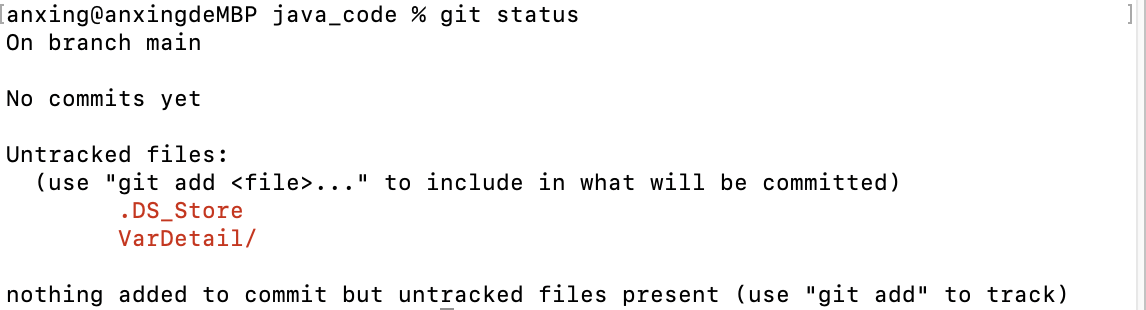 [anxing@anxingdeMBP java_code % git status ]
On branch main
No commits yet
Untracked files:
(use "git add <file>..." to include in what will be committed)
.DS_Store
VarDetail/
nothing added to commit but untracked files present (use "git add" to track)